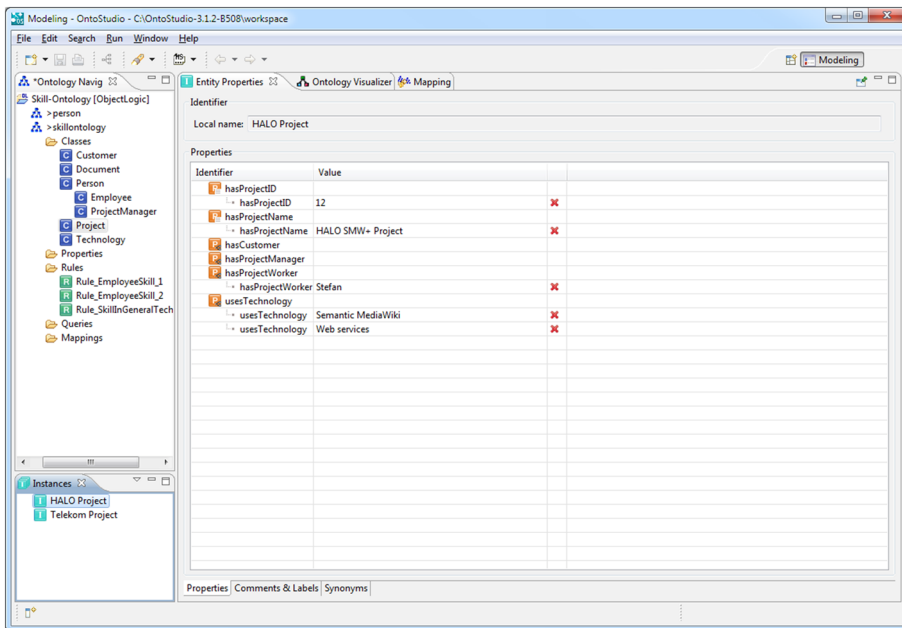 Modeling - OntoStudio - C:\OntoStudio-3.1.2-B508\workspace
File Edit Search Run Window Help
Modeling
*Ontology Navig
Skill-Ontology [ObjectLogic]
>person
>skillontology
Classes
Customer
Document
Person
Employee
ProjectManager
Project
Technology
Properties
Rules
Rule_EmployeeSkill_1
Rule_EmployeeSkill_2
Rule_SkillInGeneralTech
Queries
Mappings
Instances
HALO Project
Telekom Project
Entity Properties Ontology Visualizer Mapping
Identifier
Local name: HALO Project
Properties
Identifier Value
hasProjectID
hasProjectID 12
hasProjectName
hasProjectName HALO SMW+ Project
hasCustomer
hasProjectManager
hasProjectWorker
hasProjectWorker Stefan
usesTechnology
usesTechnology Semantic MediaWiki
usesTechnology Web services
Properties Comments & Labels Synonyms